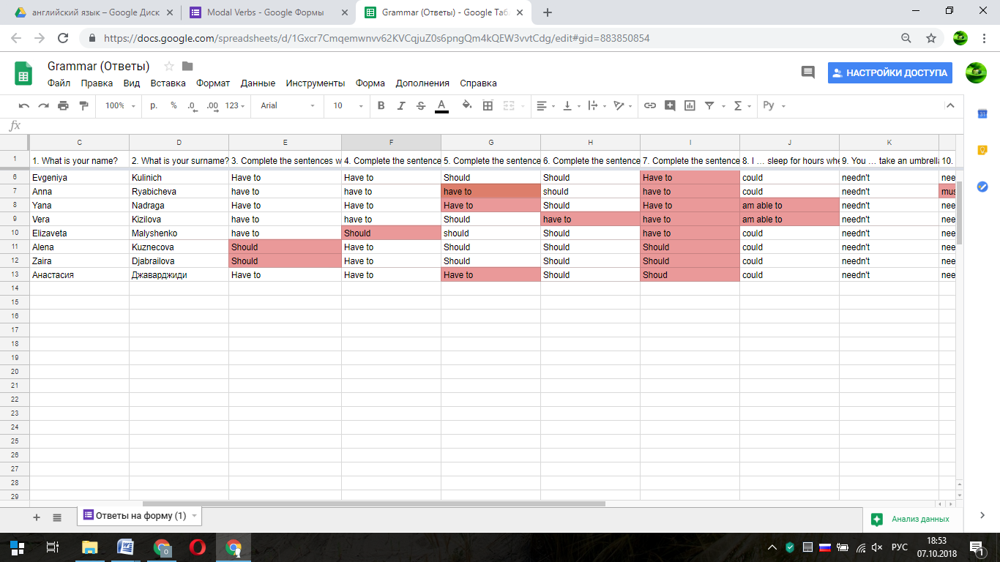 английский язык – Google Диск
Modal Verbs - Google Формы
Grammar (Ответы) - Google Таб
https://docs.google.com/spreadsheets/d/1Gxcr7Cmqemwnvv62KVCqjuZ0s6pngQm4kQEW3vvtCdg/edit#gid=883850854
Grammar (Ответы)
НАСТРОЙКИ ДОСТУПА
Файл Правка Вид Вставка Формат Данные Инструменты Форма Дополнения Справка
100% р. % .0 .00 123 Arial 10 B I S A Σ Ру
fx
C D E F G H I J K
1 1. What is your name? 2. What is your surname? 3. Complete the sentences w 4. Complete the sentence 5. Complete the sentence 6. Complete the sentence 7. Complete the sentence 8. I … sleep for hours whe 9. You … take an umbrella 10.
6 Evgeniya Kulinich Have to Have to Should Should Have to could needn't nee
7 Anna Ryabicheva have to have to have to should have to could needn't mus
8 Yana Nadraga Have to Have to Have to Should Have to am able to needn't nee
9 Vera Kizilova have to have to Should have to have to am able to needn't nee
10 Elizaveta Malyshenko have to Should should Should have to could needn't nee
11 Alena Kuznecova Should Have to Should Should Should could needn't nee
12 Zaira Djabrailova Should Have to Should Should Should could needn't nee
13 Анастасия Джаварджиди Have to Have to Have to Should Shoud could needn't nee
14
15
16
17
18
19
20
21
22
23
24
25
26
27
28
29
Ответы на форму (1)
Анализ данных
31
РУС
18:53
07.10.2018
1